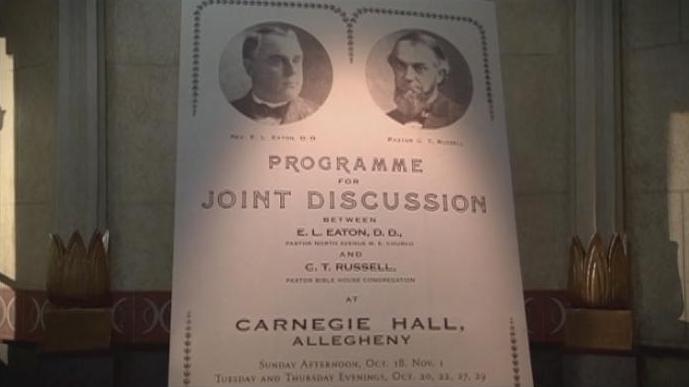 Rev. E. L. Eaton, D. D.
Pastor C. T. Russell
PROGRAMME
FOR
JOINT DISCUSSION
BETWEEN
E. L. EATON, D. D.,
PASTOR NORTH AVENUE M. E. CHURCH
AND
C. T. RUSSELL,
PASTOR BIBLE HOUSE CONGREGATION
AT
CARNEGIE HALL,
ALLEGHENY
Sunday Afternoon, Oct. 18, Nov. 1
Tuesday and Thursday Evenings, Oct. 20, 22, 27, 29